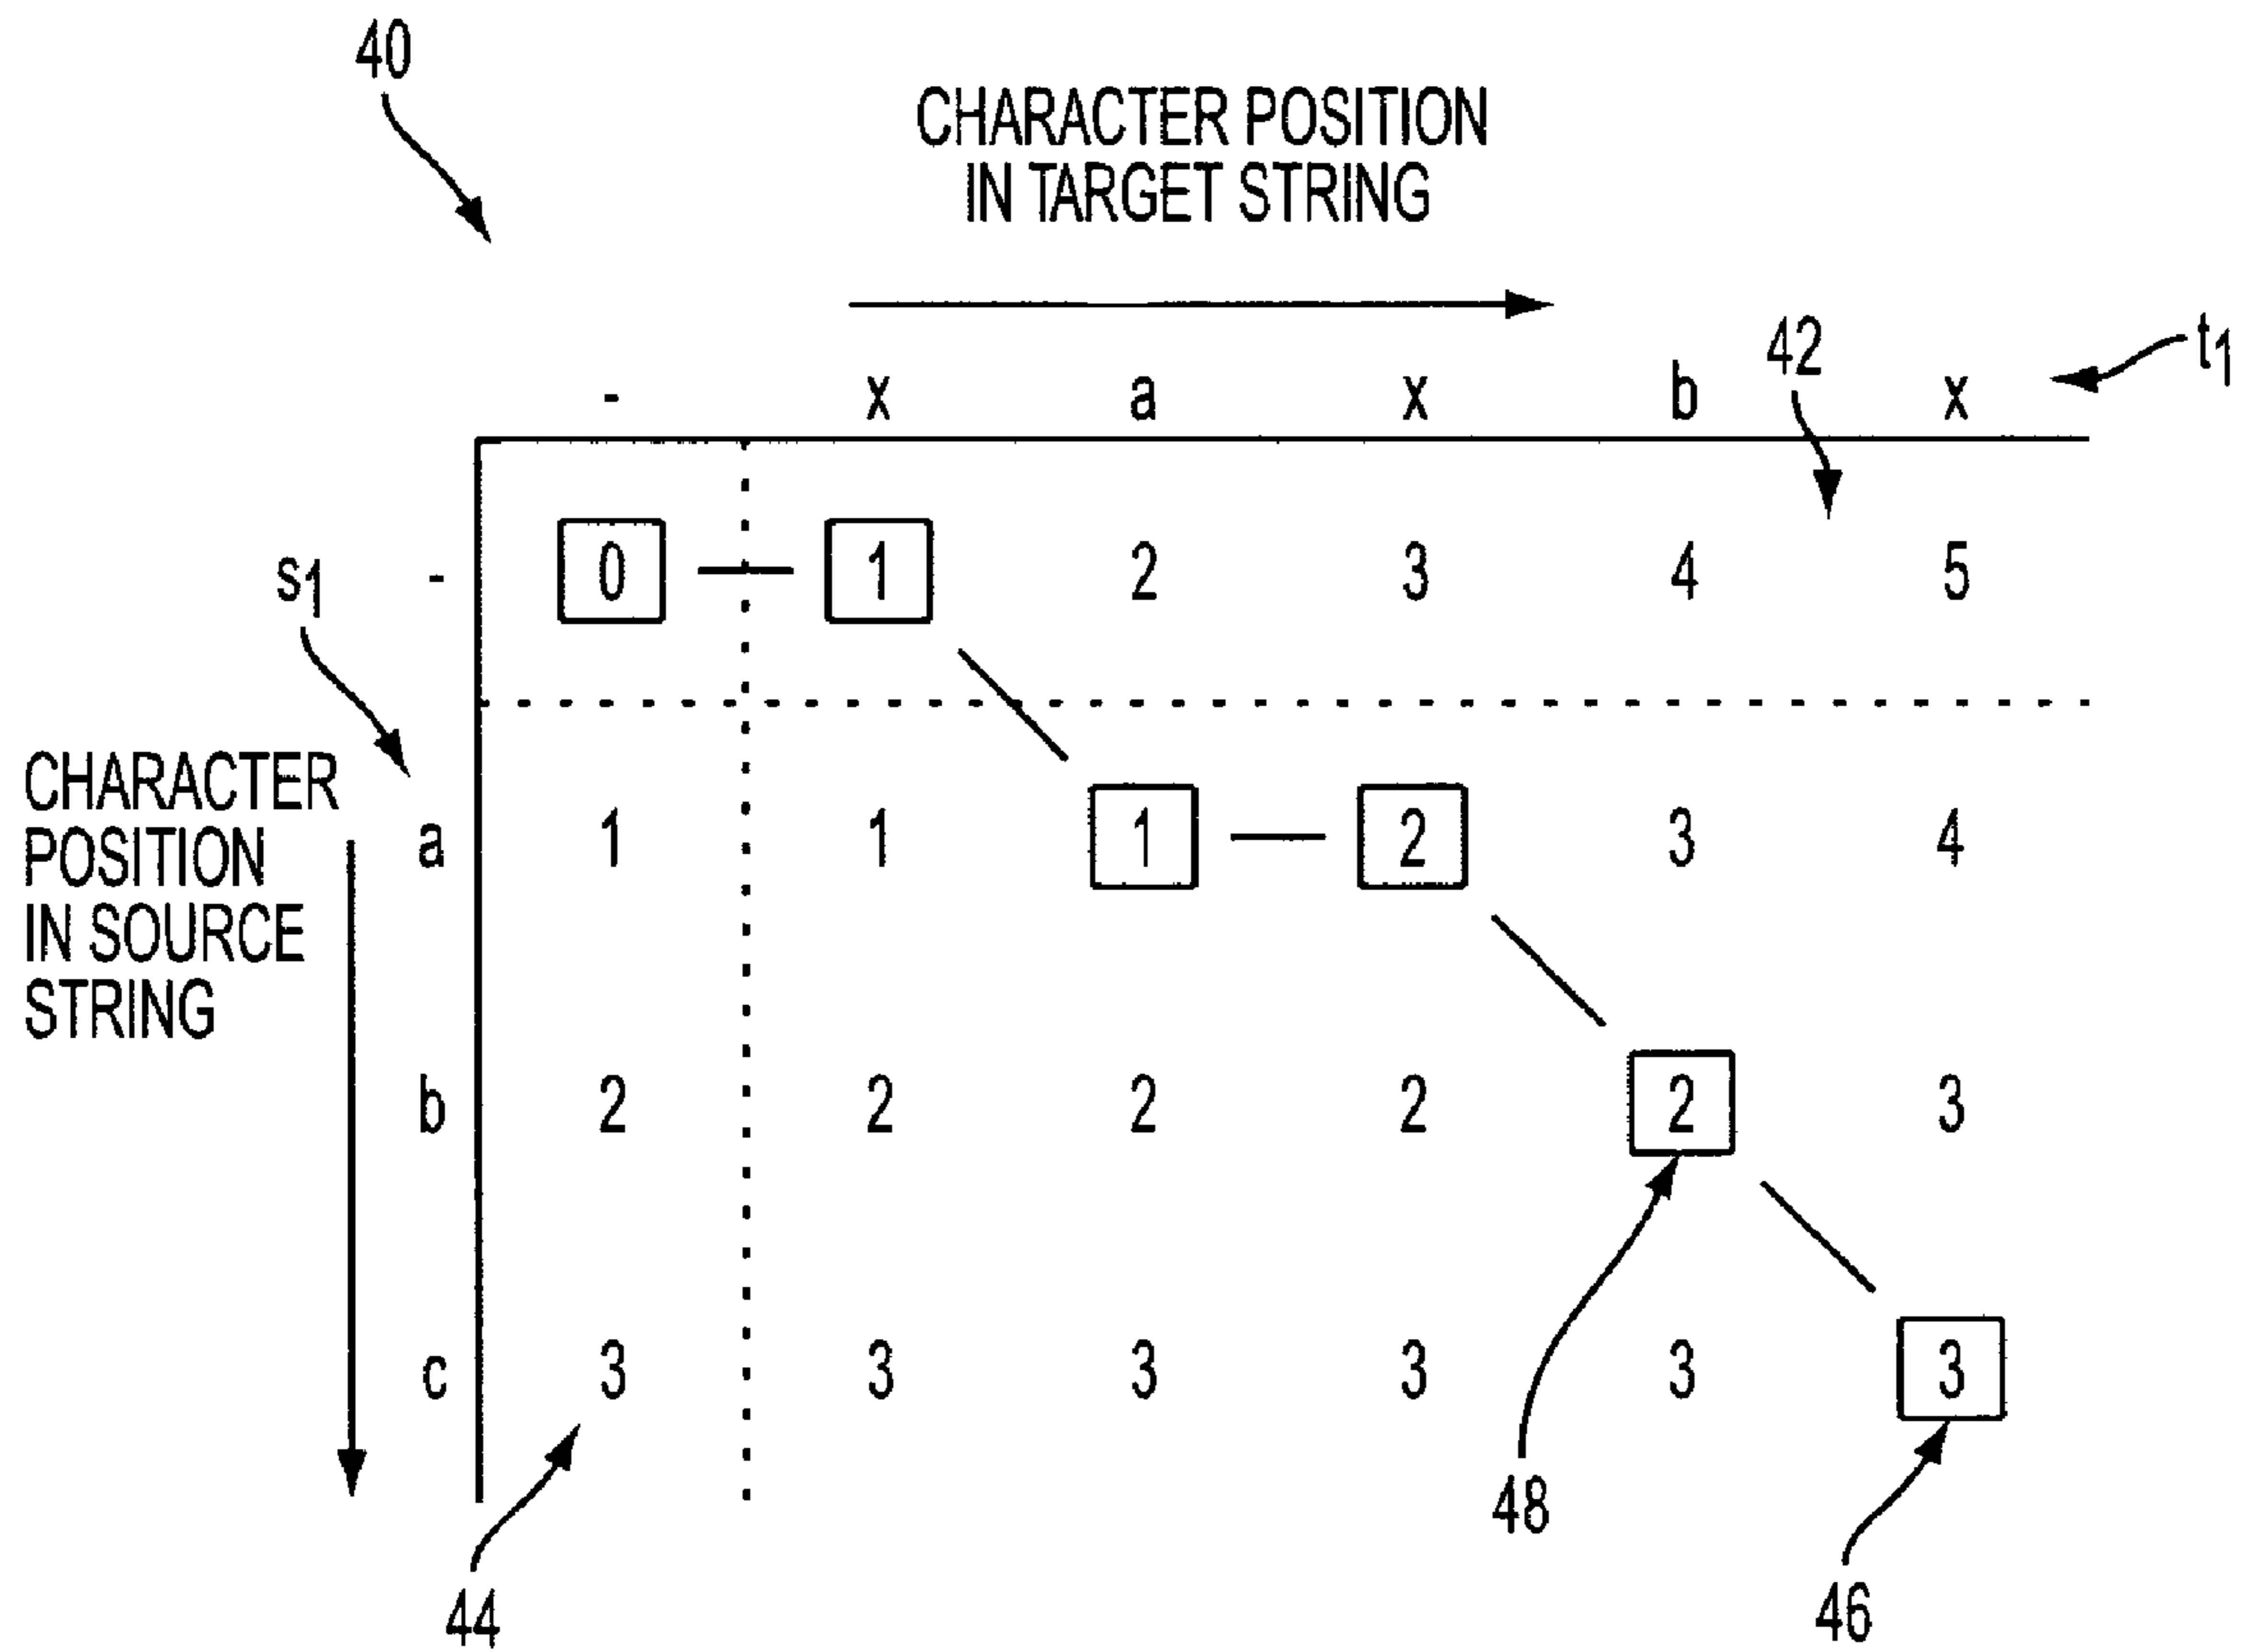 40
CHARACTER POSITION
IN TARGET STRING
42
t1
- x a x b x
s1
- 0 1 2 3 4 5
CHARACTER
POSITION
IN SOURCE
STRING
a 1 1 1 2 3 4
b 2 2 2 2 2 3
c 3 3 3 3 3 3
44
48
46